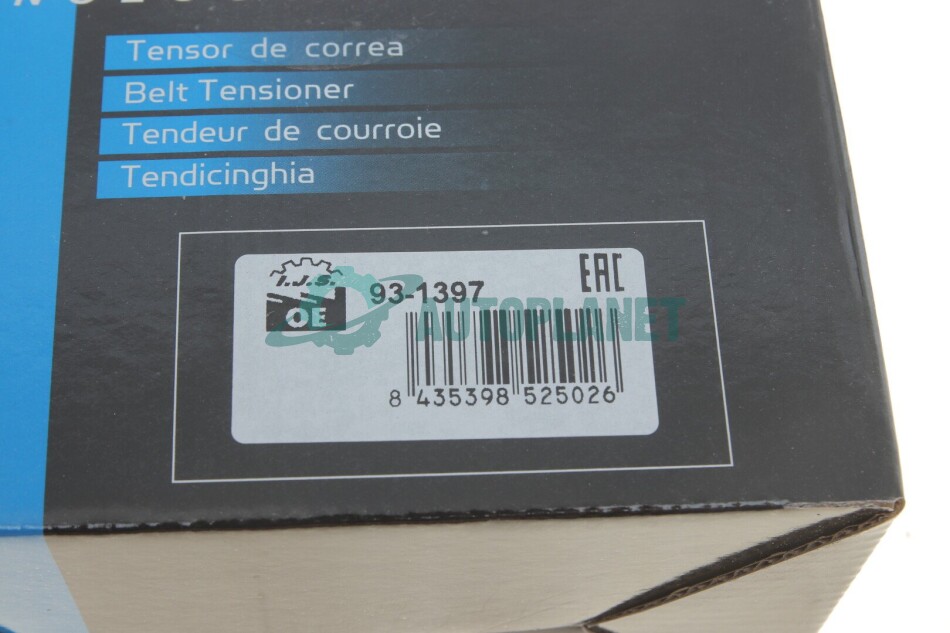 Tensor de correa
Belt Tensioner
Tendeur de courroie
Tendicinghia
I.J.S.
OE
93-1397
EAC
AUTOPLANET
8 435398 525026